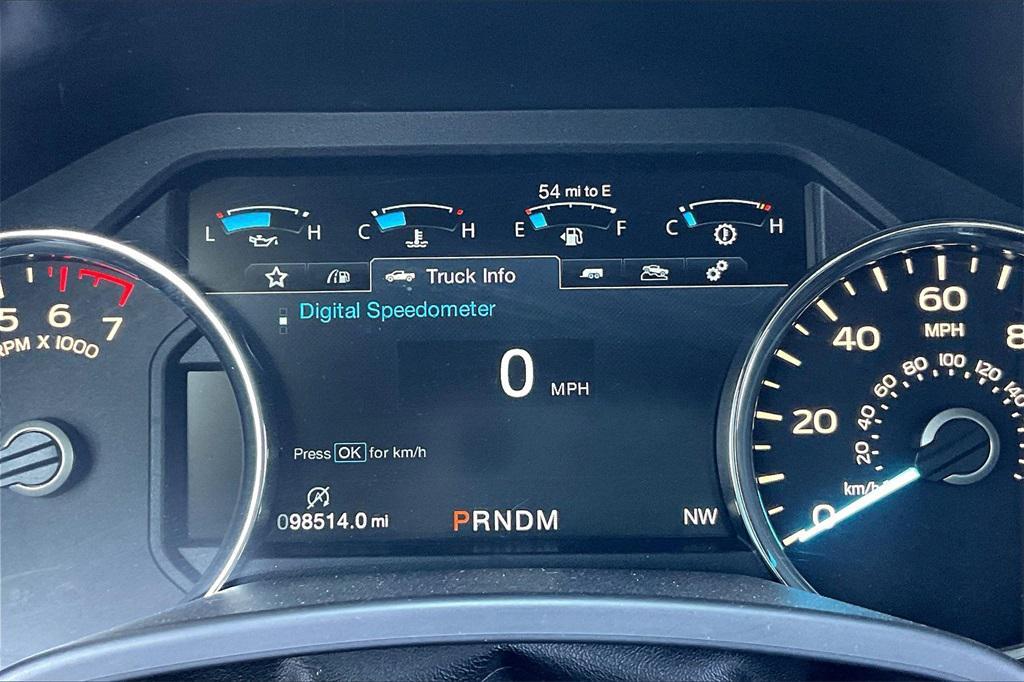 54 mi to E
L H C H E F C H
Truck Info
Digital Speedometer
0 MPH
Press OK for km/h
A
098514.0 mi PRNDM NW
5 6 7
RPM X 1000
0 20 40 60 8
MPH
20 40 60 80 100 120 140
km/h